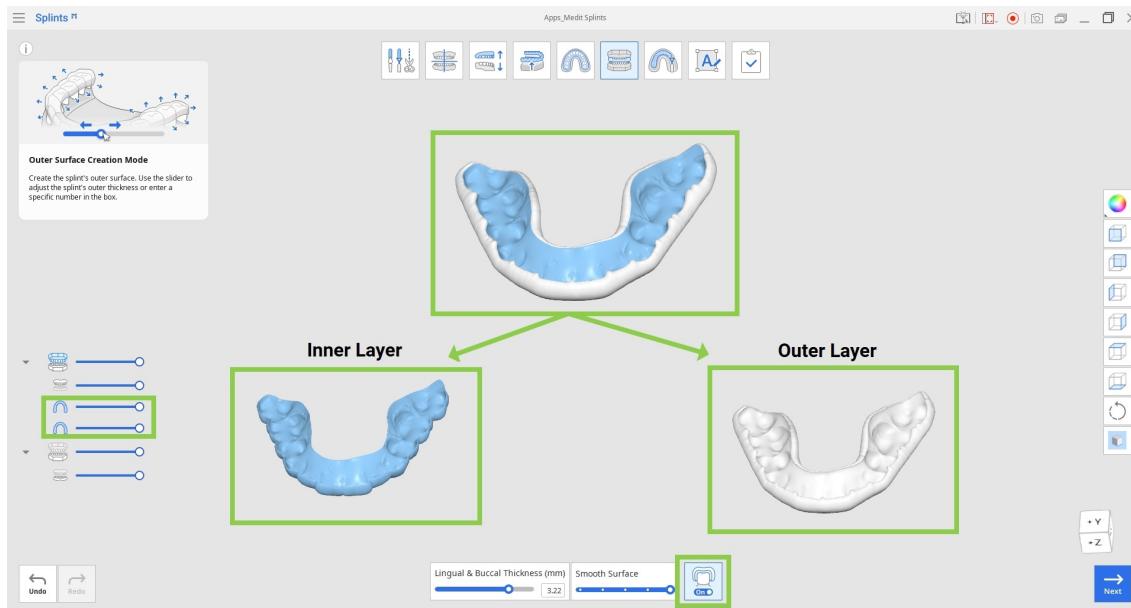 Splints
Apps_Medit Splints
Outer Surface Creation Mode
Create the splint's outer surface. Use the slider to
adjust the splint's outer thickness or enter a
specific number in the box.
Inner Layer
Outer Layer
+Y
+Z
Undo
Redo
Lingual & Buccal Thickness (mm)
3.22
Smooth Surface
On
Next